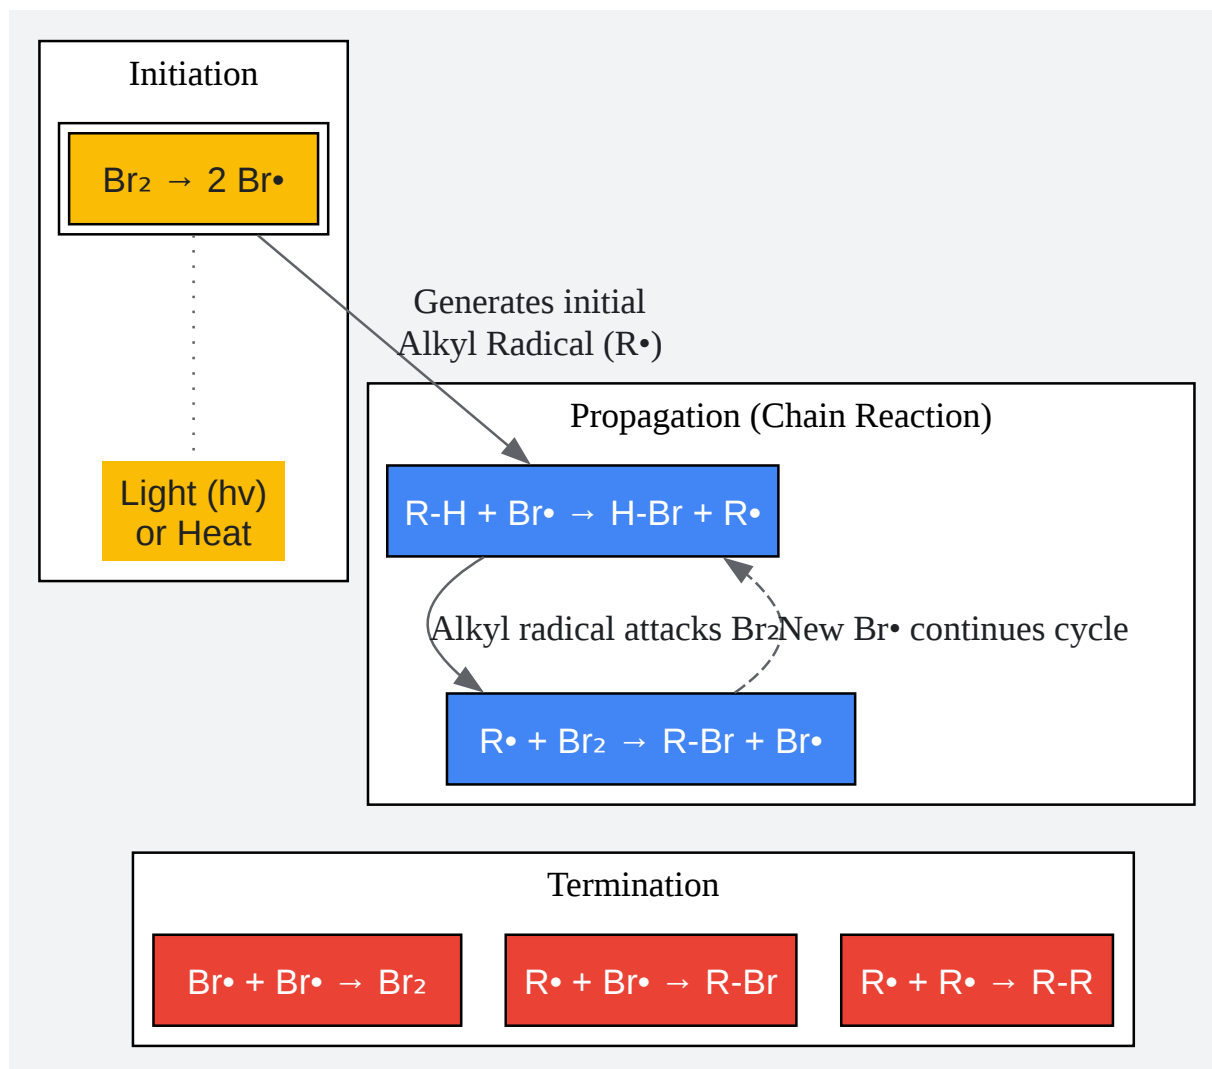 Initiation
Br₂ → 2 Br•
Light (hv)
or Heat
Generates initial
Alkyl Radical (R•)
Propagation (Chain Reaction)
R-H + Br• → H-Br + R•
Alkyl radical attacks Br₂
New Br• continues cycle
R• + Br₂ → R-Br + Br•
Termination
Br• + Br• → Br₂
R• + Br• → R-Br
R• + R• → R-R